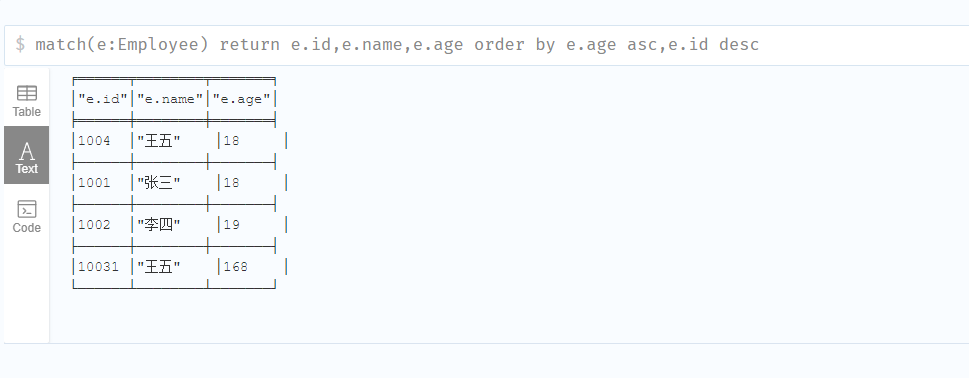 $ match(e:Employee) return e.id,e.name,e.age order by e.age asc,e.id desc
Table
Text
Code
"e.id" "e.name" "e.age"
1004 "王五" 18
1001 "张三" 18
1002 "李四" 19
10031 "王五" 168